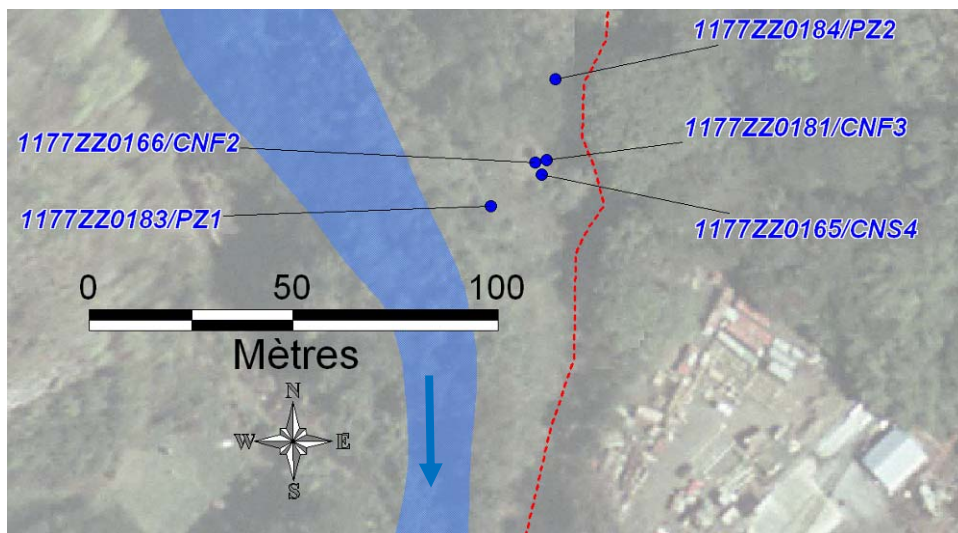 1177ZZ0184/PZ2
1177ZZ0166/CNF2
1177ZZ0181/CNF3
1177ZZ0183/PZ1
1177ZZ0165/CNS4
0 50 100
Mètres
N
W E
S